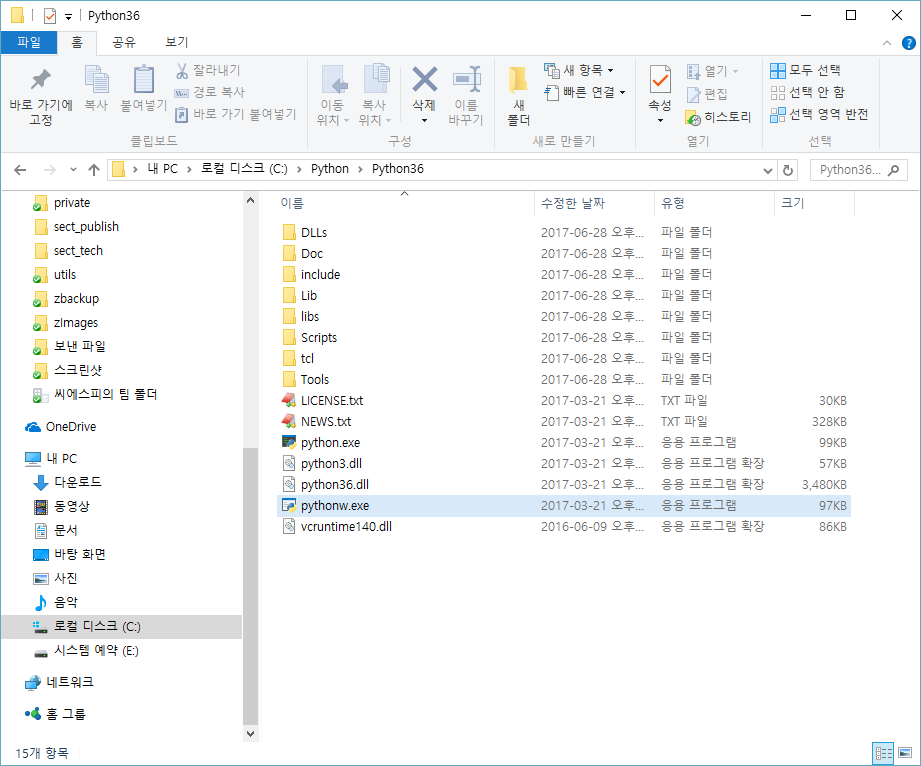 Python36
파일 홈 공유 보기
바로 가기에 고정
복사
붙여넣기
잘라내기
경로 복사
바로 가기 붙여넣기
클립보드
이동 위치
복사 위치
삭제
이름 바꾸기
구성
새 폴더
새 항목
빠른 연결
새로 만들기
속성
열기
편집
히스토리
열기
모두 선택
선택 안 함
선택 영역 반전
선택
내 PC > 로컬 디스크 (C:) > Python > Python36
Python36...
private
sect_publish
sect_tech
utils
zbackup
zImages
보낸 파일
스크린샷
씨에스피의 팀 폴더
OneDrive
내 PC
다운로드
동영상
문서
바탕 화면
사진
음악
로컬 디스크 (C:)
시스템 예약 (E:)
네트워크
홈 그룹
이름 수정한 날짜 유형 크기
DLLs 2017-06-28 오후... 파일 폴더
Doc 2017-06-28 오후... 파일 폴더
include 2017-06-28 오후... 파일 폴더
Lib 2017-06-28 오후... 파일 폴더
libs 2017-06-28 오후... 파일 폴더
Scripts 2017-06-28 오후... 파일 폴더
tcl 2017-06-28 오후... 파일 폴더
Tools 2017-06-28 오후... 파일 폴더
LICENSE.txt 2017-03-21 오후... TXT 파일 30KB
NEWS.txt 2017-03-21 오후... TXT 파일 328KB
python.exe 2017-03-21 오후... 응용 프로그램 99KB
python3.dll 2017-03-21 오후... 응용 프로그램 확장 57KB
python36.dll 2017-03-21 오후... 응용 프로그램 확장 3,480KB
pythonw.exe 2017-03-21 오후... 응용 프로그램 97KB
vcruntime140.dll 2016-06-09 오후... 응용 프로그램 확장 86KB
15개 항목